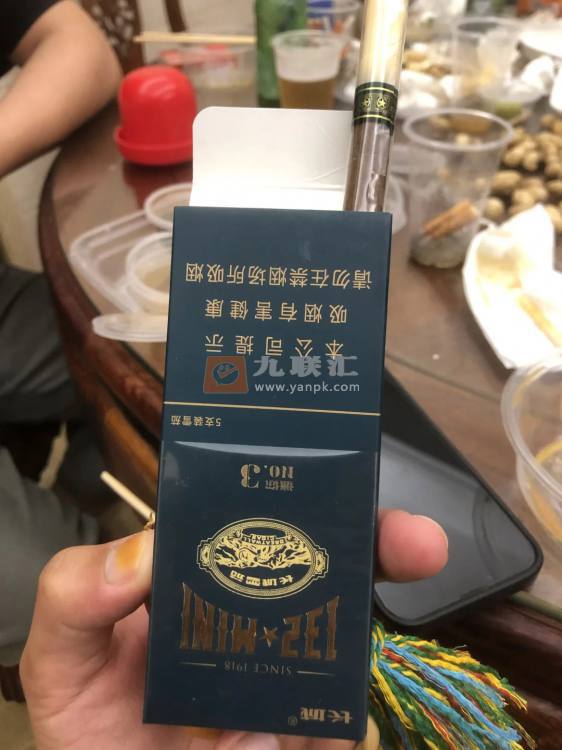 长城®
SINCE 1918
132★MINI
长城雪茄
GREATWALL CIGAR
NO.3
5支装雪茄
本公司提示
吸烟有害健康
请勿在禁烟场所吸烟
九联汇
www.yanpk.com